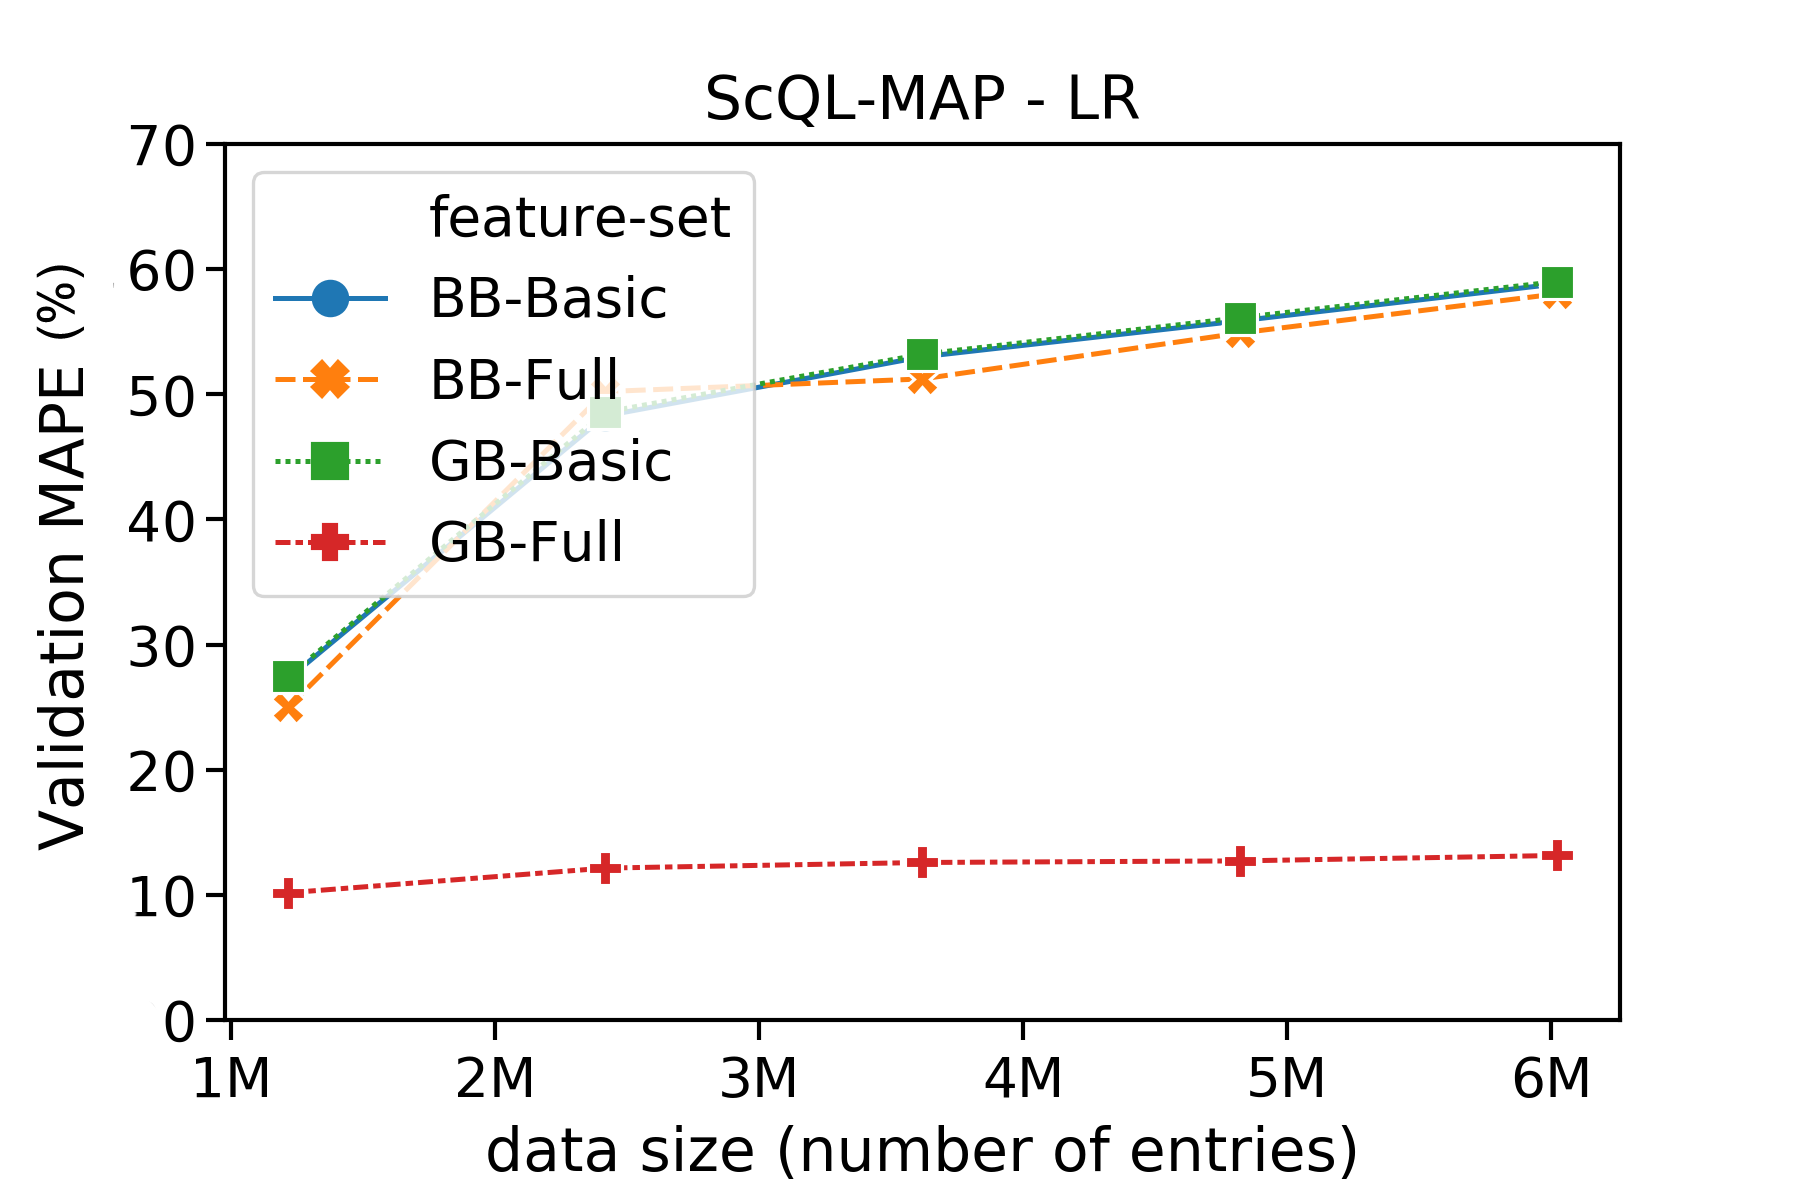 ScQL-MAP - LR
Validation MAPE (%)
70
60
50
40
30
20
10
0
feature-set
BB-Basic
BB-Full
GB-Basic
GB-Full
1M 2M 3M 4M 5M 6M
data size (number of entries)